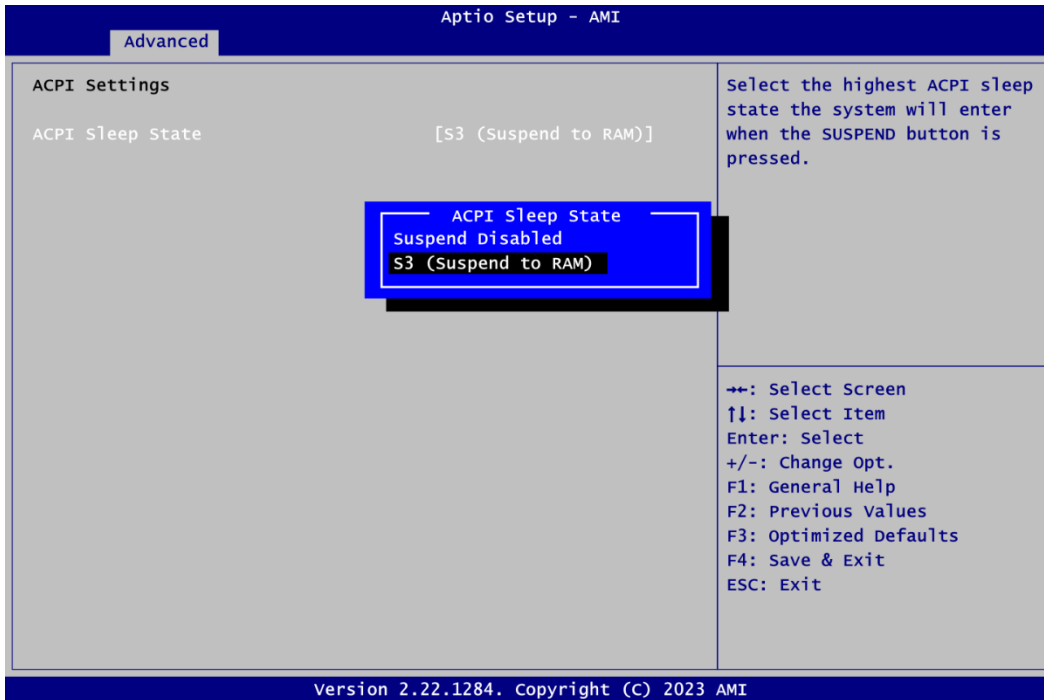 Aptio Setup - AMI
Advanced
ACPI Settings
ACPI Sleep State [S3 (Suspend to RAM)]
ACPI Sleep State
Suspend Disabled
S3 (Suspend to RAM)
Select the highest ACPI sleep
state the system will enter
when the SUSPEND button is
pressed.
→←: Select Screen
↑↓: Select Item
Enter: Select
+/-: Change Opt.
F1: General Help
F2: Previous Values
F3: Optimized Defaults
F4: Save & Exit
ESC: Exit
Version 2.22.1284. Copyright (C) 2023 AMI